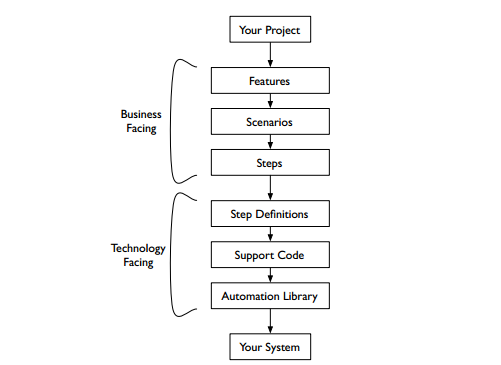 Your Project
Features
Business
Facing
Scenarios
Steps
Step Definitions
Technology
Facing
Support Code
Automation Library
Your System